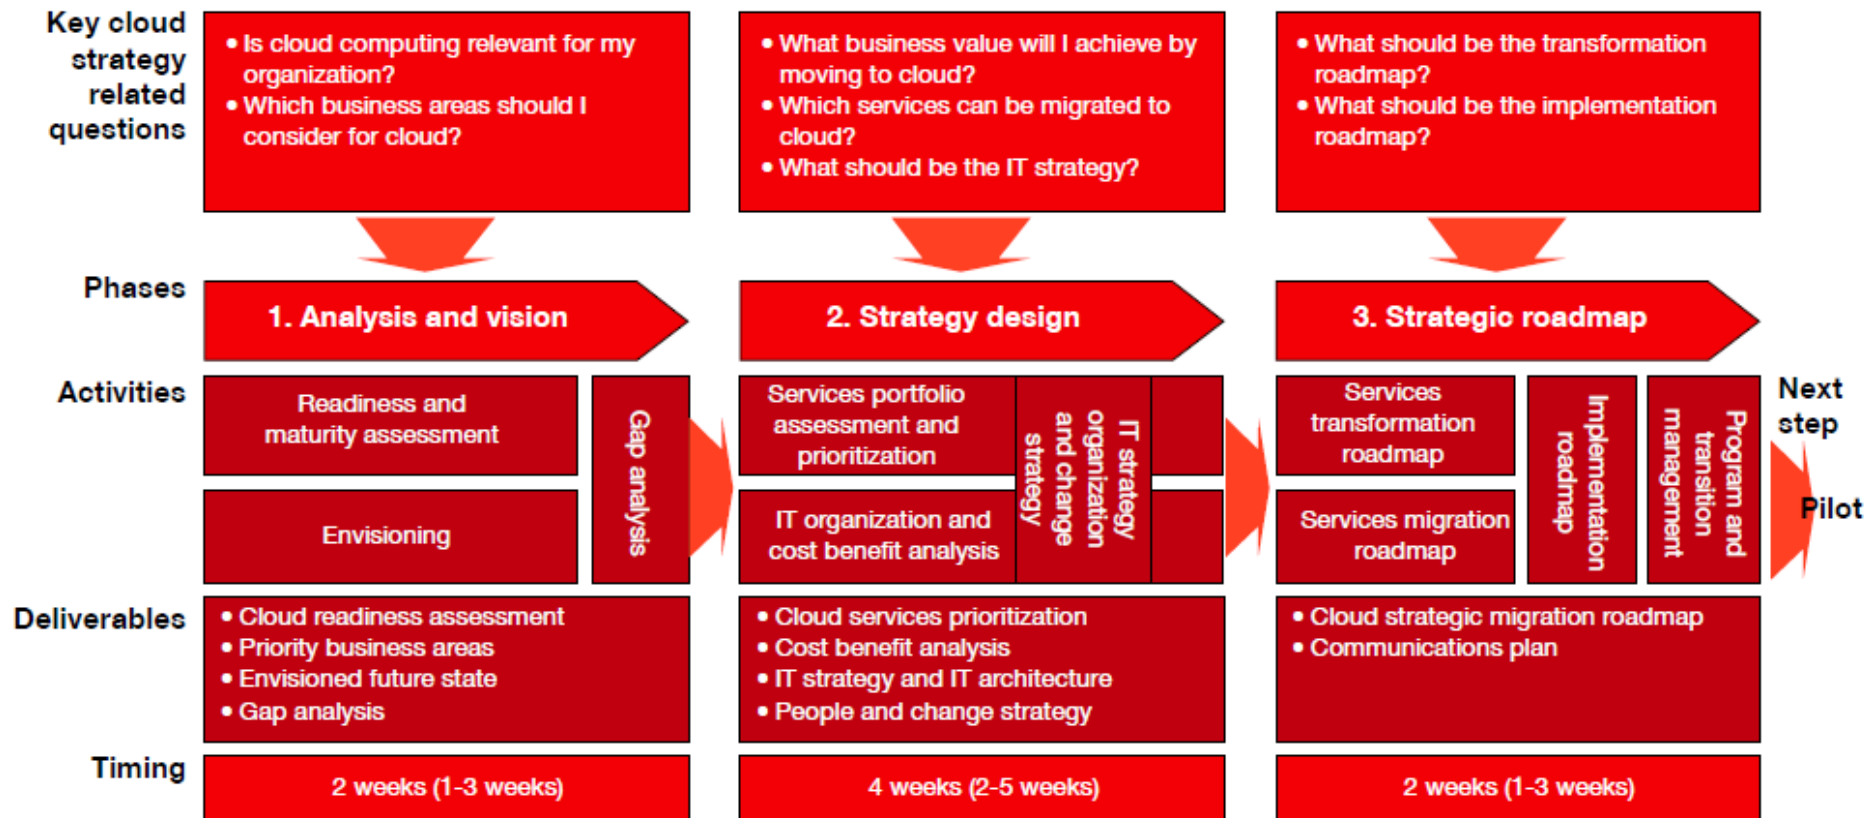 Key cloud
strategy
related
questions
• Is cloud computing relevant for my
organization?
• Which business areas should I
consider for cloud?
• What business value will I achieve by
moving to cloud?
• Which services can be migrated to
cloud?
• What should be the IT strategy?
• What should be the transformation
roadmap?
• What should be the implementation
roadmap?
Phases
1. Analysis and vision
2. Strategy design
3. Strategic roadmap
Activities
Readiness and
maturity assessment
Envisioning
Gap analysis
Services portfolio
assessment and
prioritization
IT organization and
cost benefit analysis
IT strategy
organization
and change
strategy
Services
transformation
roadmap
Services migration
roadmap
Implementation
roadmap
Program and
transition
management
Next
step
Pilot
Deliverables
• Cloud readiness assessment
• Priority business areas
• Envisioned future state
• Gap analysis
• Cloud services prioritization
• Cost benefit analysis
• IT strategy and IT architecture
• People and change strategy
• Cloud strategic migration roadmap
• Communications plan
Timing
2 weeks (1-3 weeks)
4 weeks (2-5 weeks)
2 weeks (1-3 weeks)